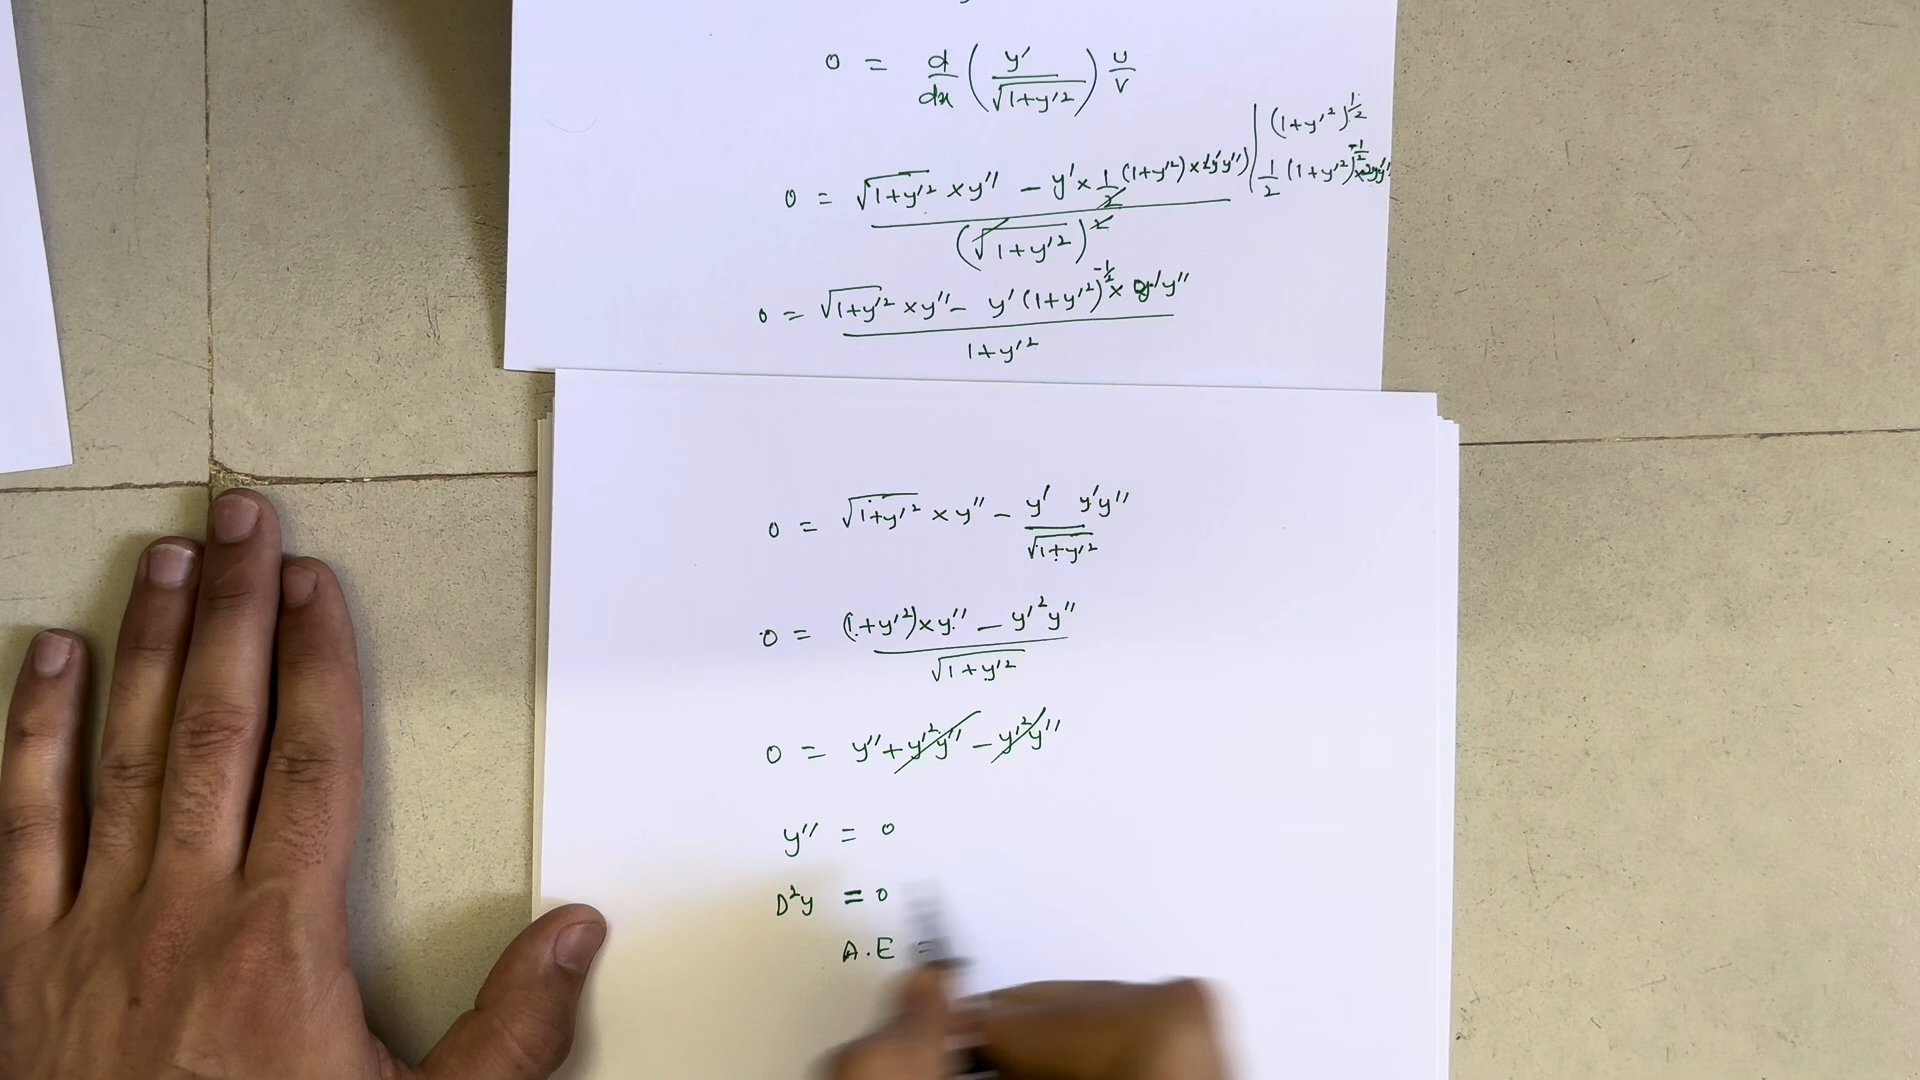 0 = d/dx (y'/√(1+y'²)) u/v
(1+y'²)^1/2
0 = (√(1+y'²) × y'' - y' × 1/2 (1+y'²) × 2y'y'') / (√(1+y'²))²
1/2 (1+y'²)^-1/2 × 2y'y''
0 = (√(1+y'²) × y'' - y' (1+y'²)^-1/2 × y'y'') / (1+y'²)
0 = √(1+y'²) × y'' - y' y'y''/√(1+y'²)
0 = ((1+y'²) × y'' - y'²y'') / √(1+y'²)
0 = y'' + y'²y'' - y'²y''
y'' = 0
D²y = 0
A.E =